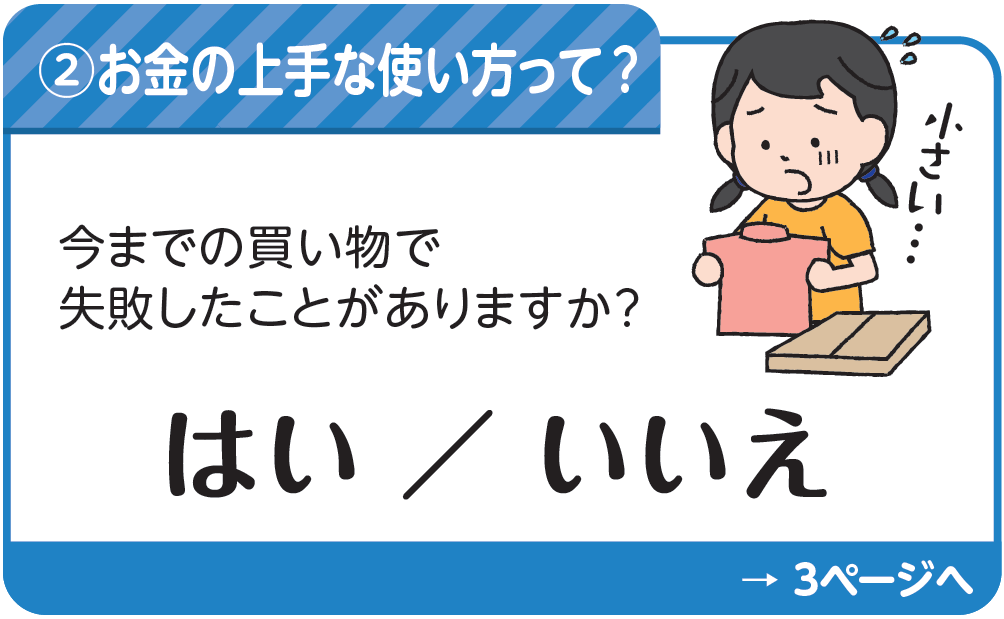 ②お金の上手な使い方って？
小さい…
今までの買い物で
失敗したことがありますか？
はい ／ いいえ
→ 3ページへ